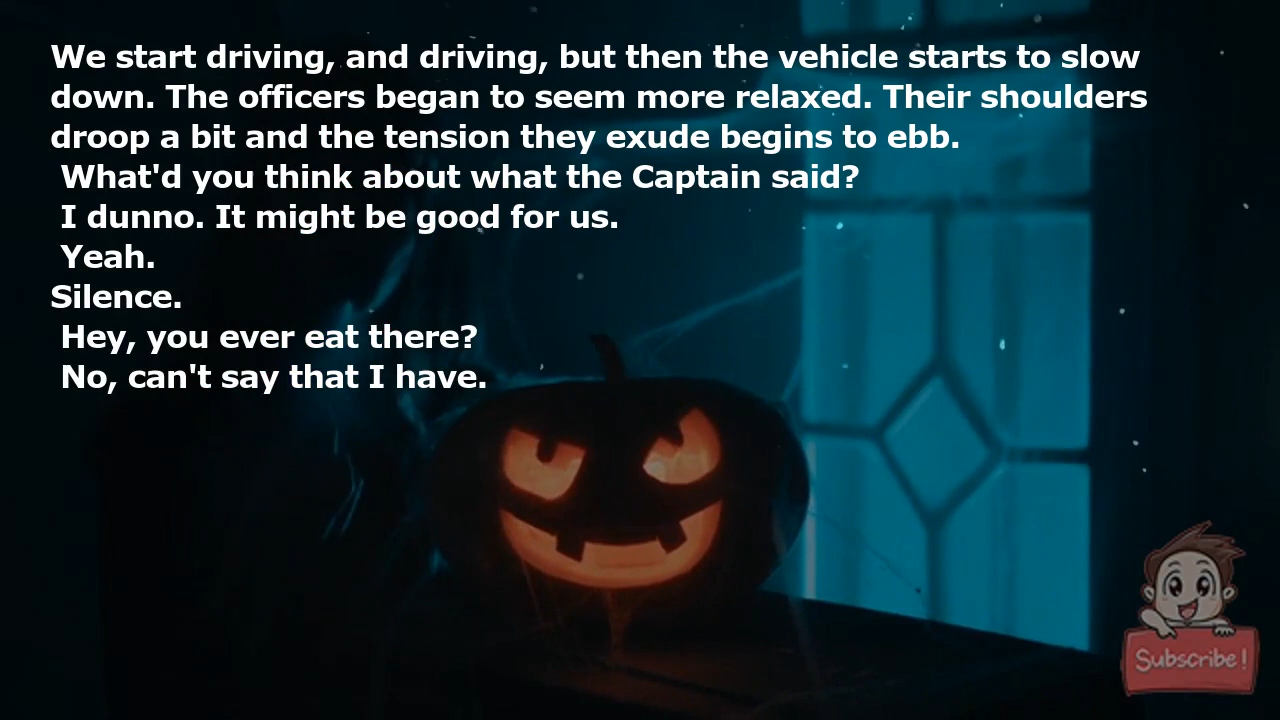 We start driving, and driving, but then the vehicle starts to slow
down. The officers began to seem more relaxed. Their shoulders
droop a bit and the tension they exude begins to ebb.
What'd you think about what the Captain said?
I dunno. It might be good for us.
Yeah.
Silence.
Hey, you ever eat there?
No, can't say that I have.
Subscribe!